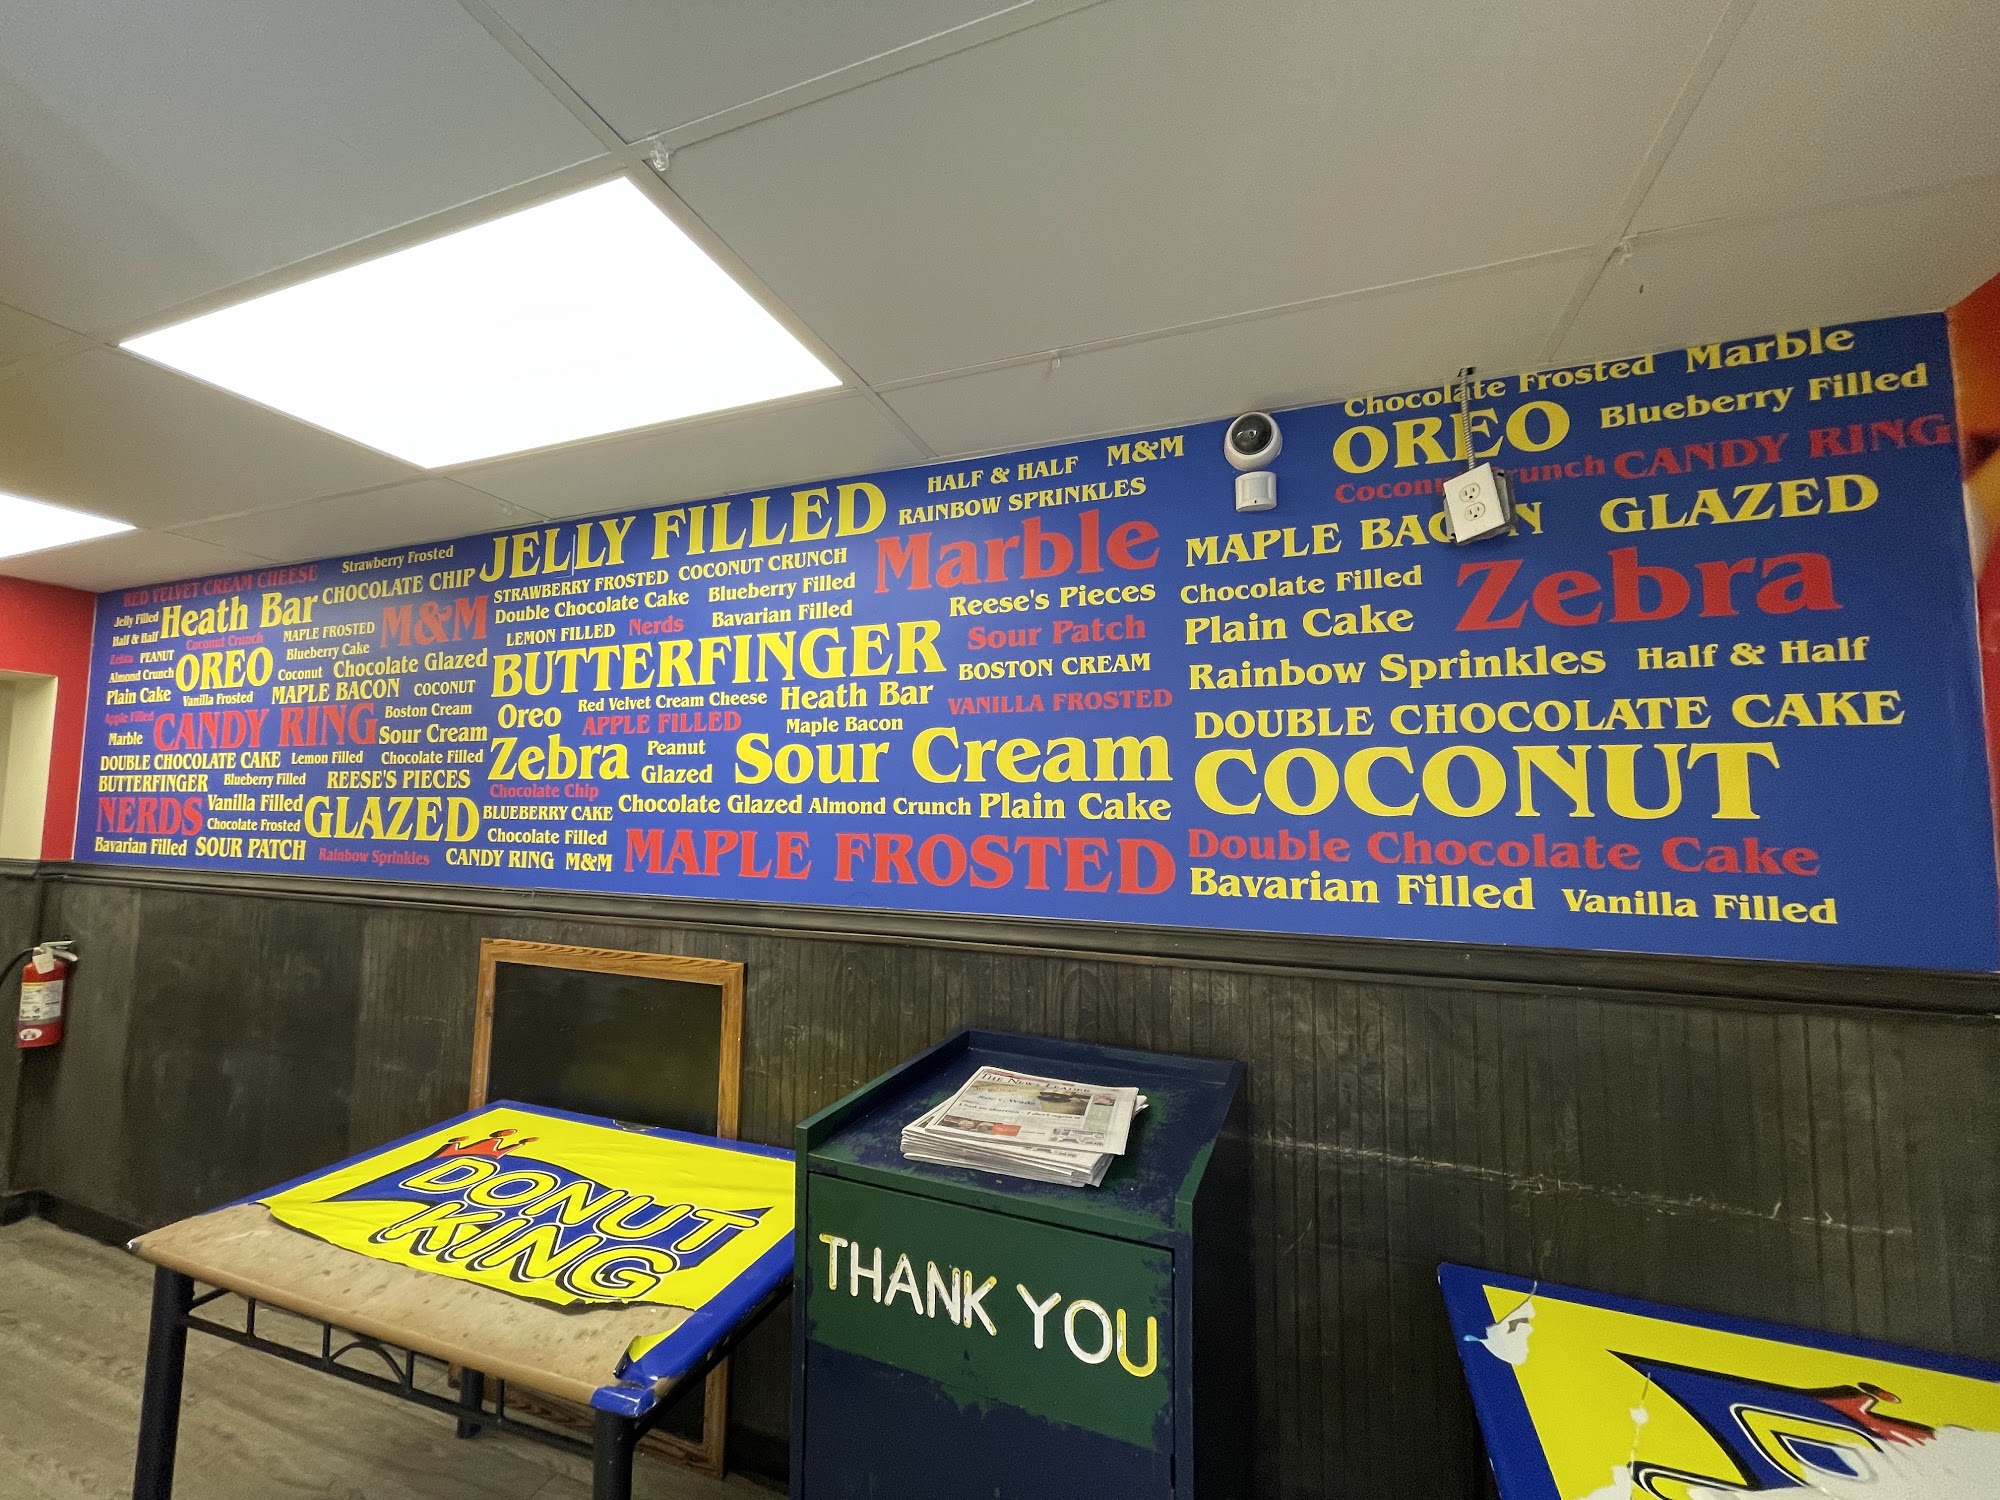 Strawberry Frosted
RED VELVET CREAM CHEESE
CHOCOLATE CHIP
Jelly Filled
Heath Bar
M&M
Half & Half
Coconut Crunch
MAPLE FROSTED
Zebra
PEANUT
Blueberry Cake
Almond Crunch
OREO
Coconut
Chocolate Glazed
Plain Cake
Vanilla Frosted
MAPLE BACON
COCONUT
Apple Filled
CANDY RING
Boston Cream
Marble
Sour Cream
DOUBLE CHOCOLATE CAKE
Lemon Filled
Chocolate Filled
BUTTERFINGER
Blueberry Filled
REESE'S PIECES
NERDS
Vanilla Filled
GLAZED
Chocolate Frosted
Bavarian Filled
SOUR PATCH
Rainbow Sprinkles
CANDY RING
M&M
JELLY FILLED
HALF & HALF
M&M
RAINBOW SPRINKLES
STRAWBERRY FROSTED
COCONUT CRUNCH
Marble
Double Chocolate Cake
Blueberry Filled
LEMON FILLED
Nerds
Bavarian Filled
Reese's Pieces
BUTTERFINGER
Sour Patch
BOSTON CREAM
Red Velvet Cream Cheese
Heath Bar
VANILLA FROSTED
Oreo
APPLE FILLED
Maple Bacon
Zebra
Peanut
Sour Cream
Glazed
Chocolate Chip
BLUEBERRY CAKE
Chocolate Glazed
Almond Crunch
Plain Cake
Chocolate Filled
MAPLE FROSTED
Chocolate Frosted
Marble
OREO
Blueberry Filled
Coconut Crunch
CANDY RING
MAPLE BACON
GLAZED
Chocolate Filled
Zebra
Plain Cake
Rainbow Sprinkles
Half & Half
DOUBLE CHOCOLATE CAKE
COCONUT
Double Chocolate Cake
Bavarian Filled
Vanilla Filled
THE NEWS LEADER
DONUT
KING
THANK YOU